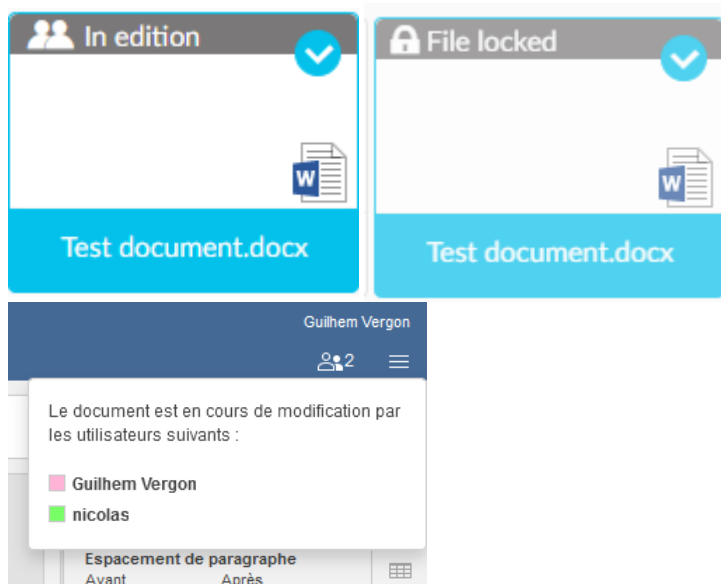 In edition
W
Test document.docx
File locked
W
Test document.docx
Guilhem Vergon
2
Le document est en cours de modification par
les utilisateurs suivants :
Guilhem Vergon
nicolas
Espacement de paragraphe
Avant Après